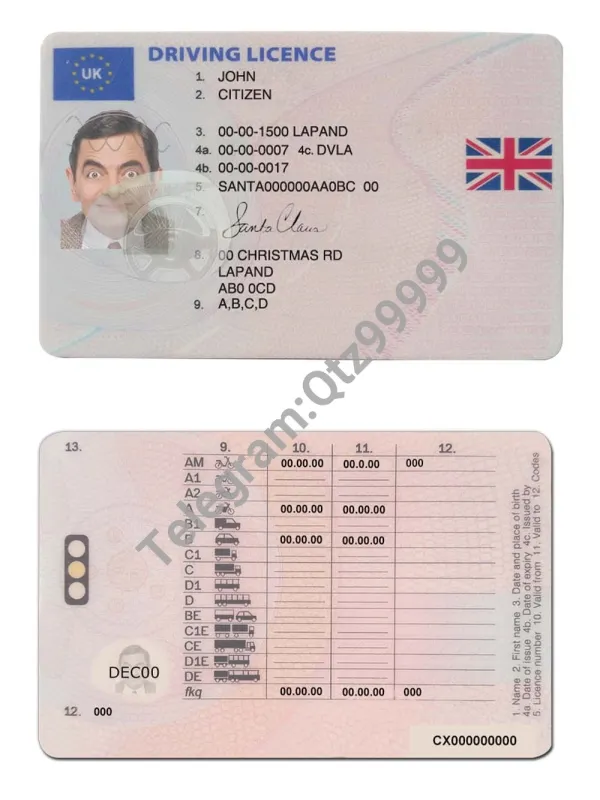 UK
DRIVING LICENCE
1. JOHN
2. CITIZEN
3. 00-00-1500 LAPAND
4a. 00-00-0007 4c. DVLA
4b. 00-00-0017
5 SANTA000000AA0BC 00
7.
Santa Claus
8. 00 CHRISTMAS RD
LAPAND
AB0 0CD
9. A,B,C,D
Telegram:Qtz99999
13. 9. 10. 11. 12.
AM 00.00.00 00.0.00 000
A1
A2
A 00.00.00 00.00.00
B1
B 00.00.00 00.00.00
C1
C
D1
D
BE
C1E
CE
D1E
DE
fkq 00.00.00 00.00.00 000
DEC00
12. 000
1. Name 2. First name 3. Date and place of birth
4a Date of issue 4b. Date of expiry 4c. Issued by
5 Licence number 10. Valid from 11. Valid to 12. Codes
CX000000000